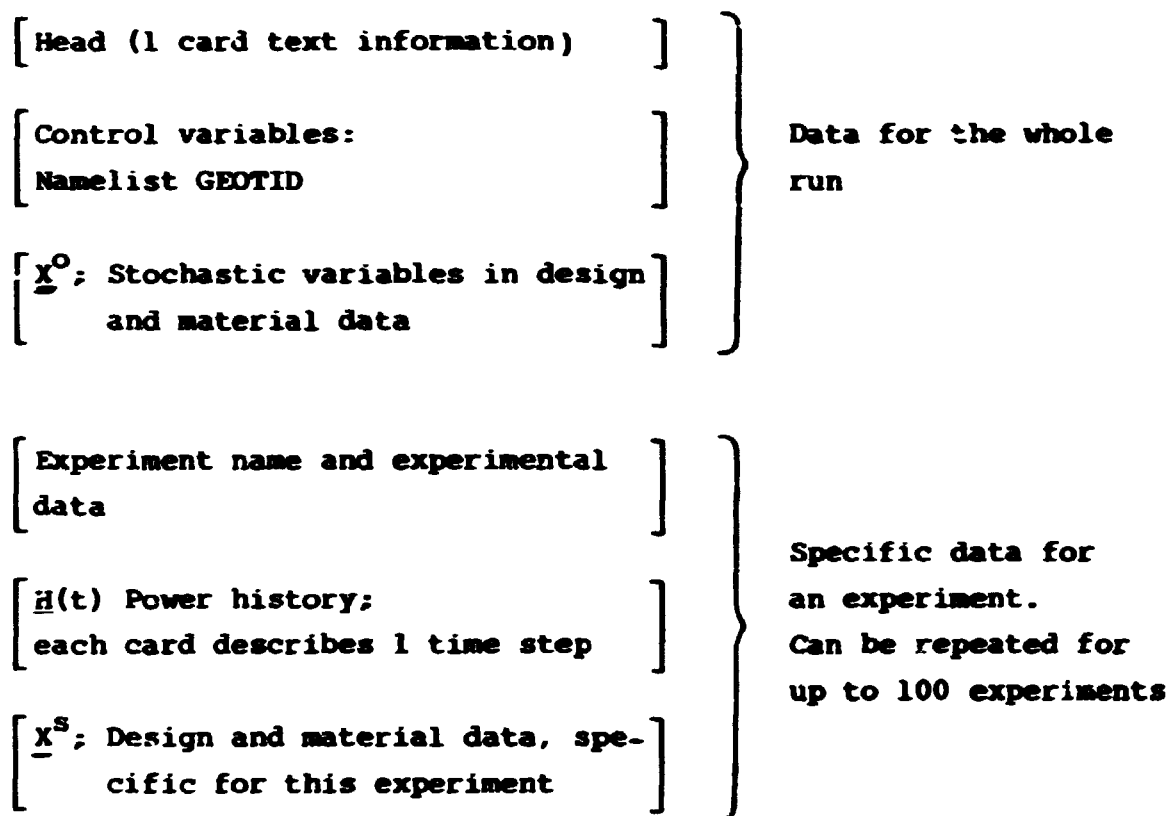 Head (1 card text information)
Control variables:
Namelist GEOTID
X^o; Stochastic variables in design
and material data
Data for the whole
run
Experiment name and experimental
data
H(t) Power history;
each card describes 1 time step
X^s; Design and material data, spe-
cific for this experiment
Specific data for
an experiment.
Can be repeated for
up to 100 experiments